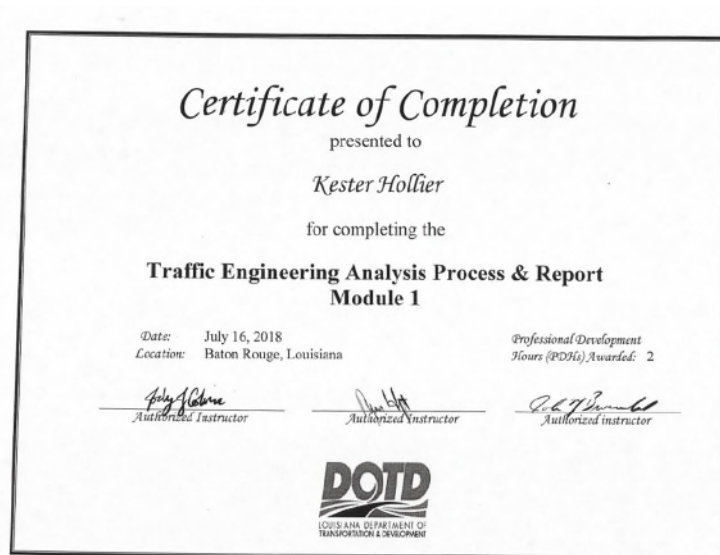 Certificate of Completion
presented to
Kester Hollier
for completing the
Traffic Engineering Analysis Process & Report
Module 1
Date: July 16, 2018
Location: Baton Rouge, Louisiana
Professional Development
Hours (PDHs) Awarded: 2
Authorized Instructor
Authorized Instructor
Authorized instructor
DOTD
LOUISIANA DEPARTMENT OF
TRANSPORTATION & DEVELOPMENT